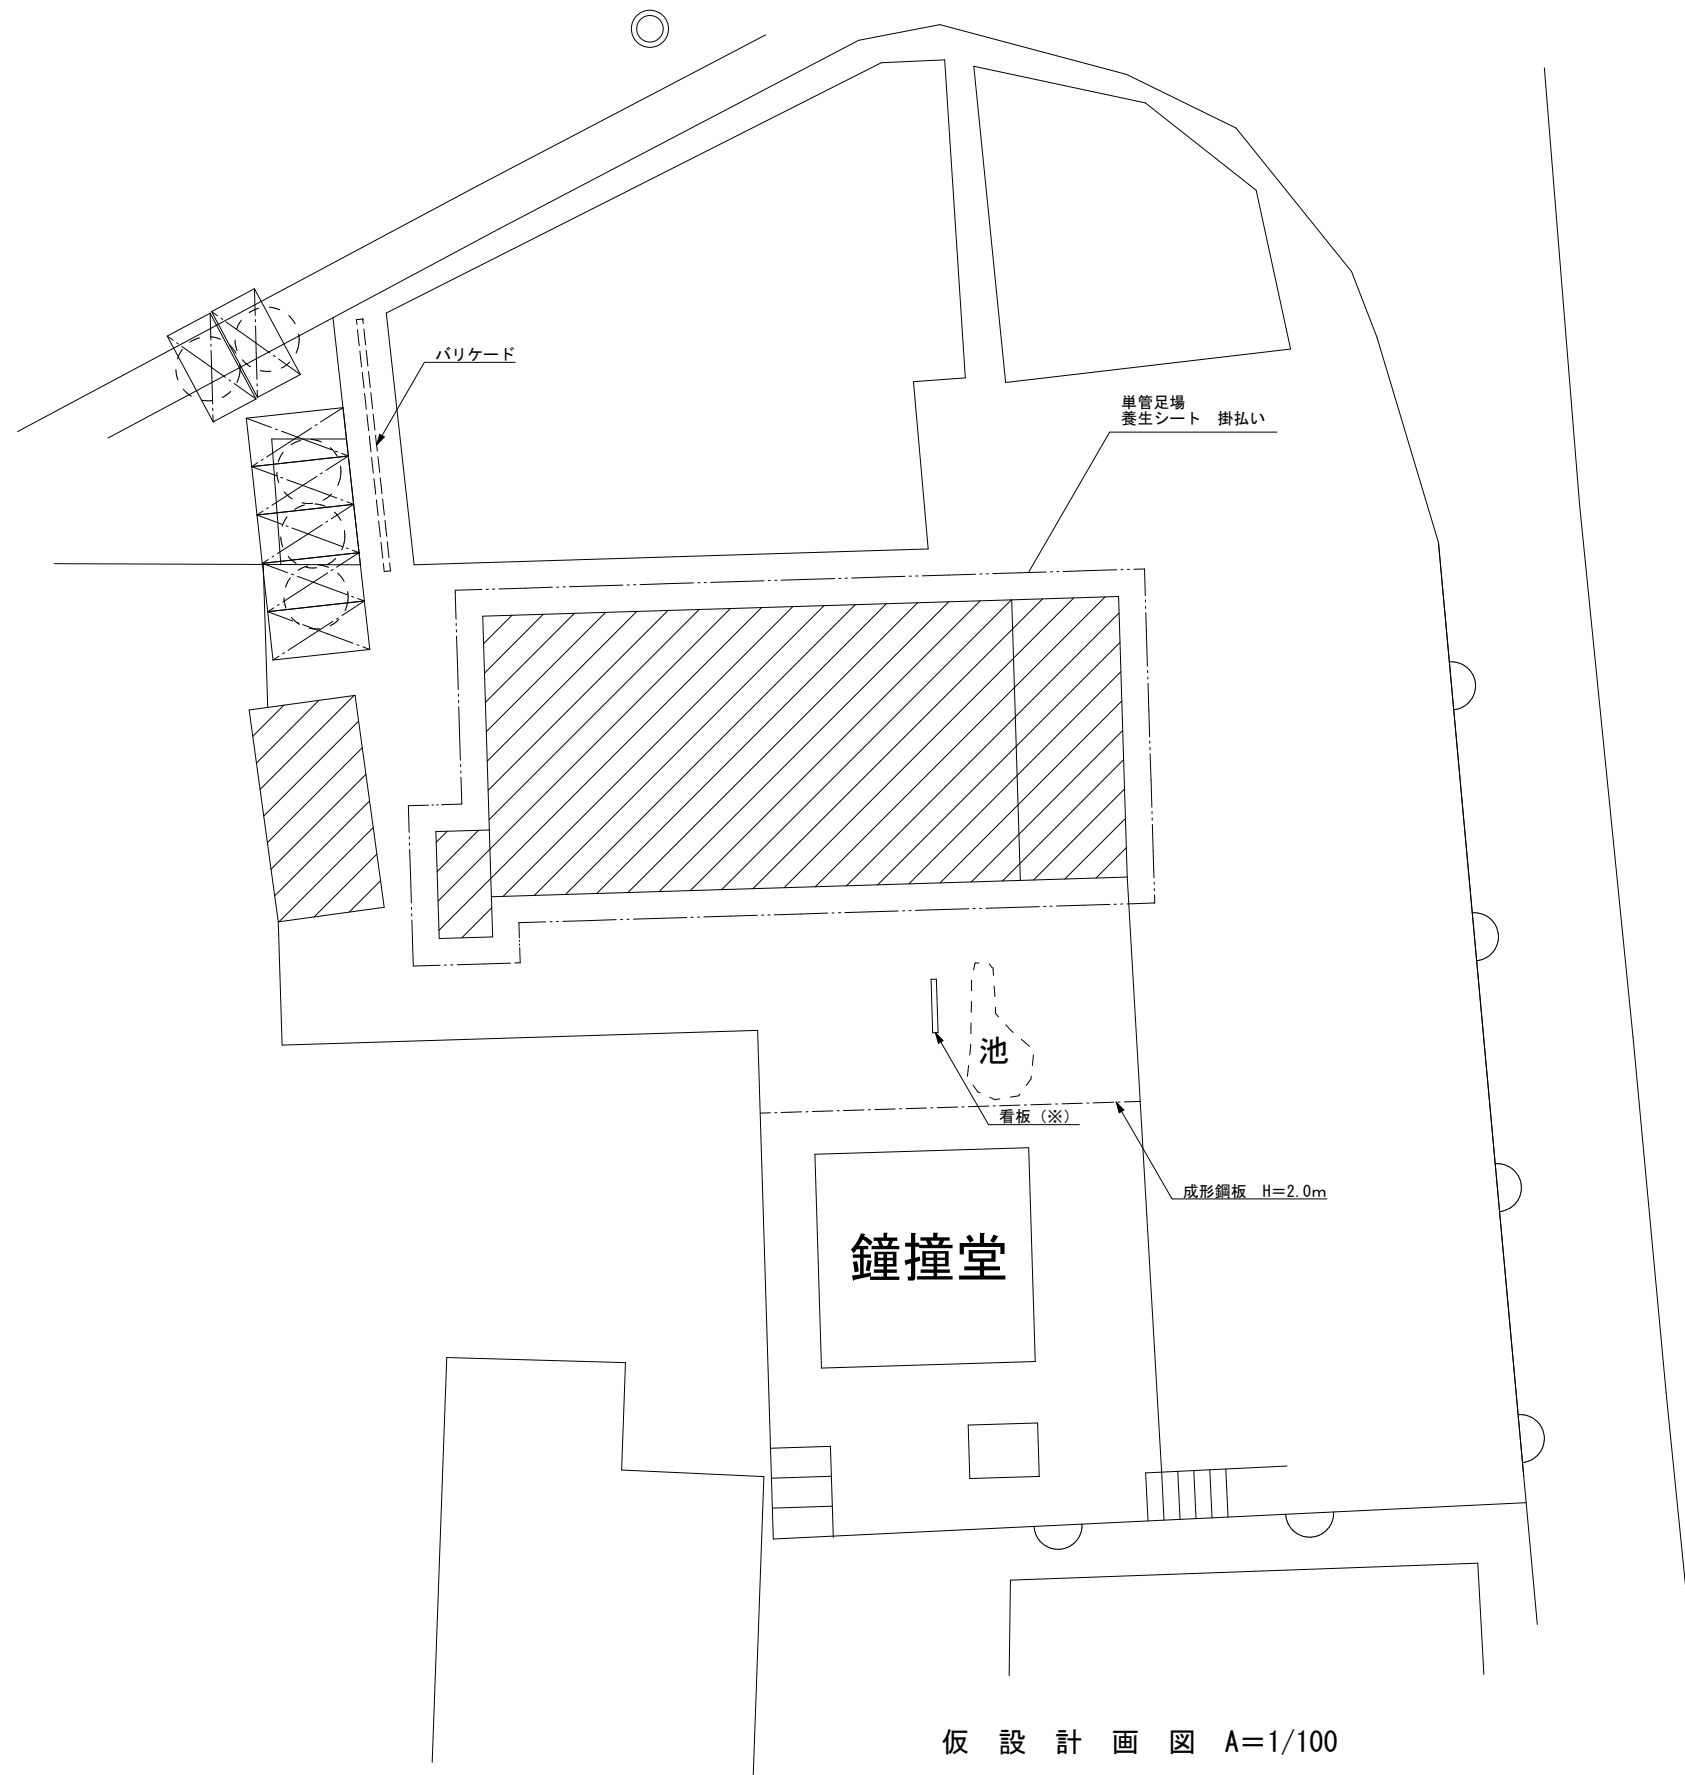 バリケード
単管足場
養生シート　掛払い
池
看板（※）
成形鋼板　H＝2.0m
鐘撞堂
仮　設　計　画　図　A＝1/100